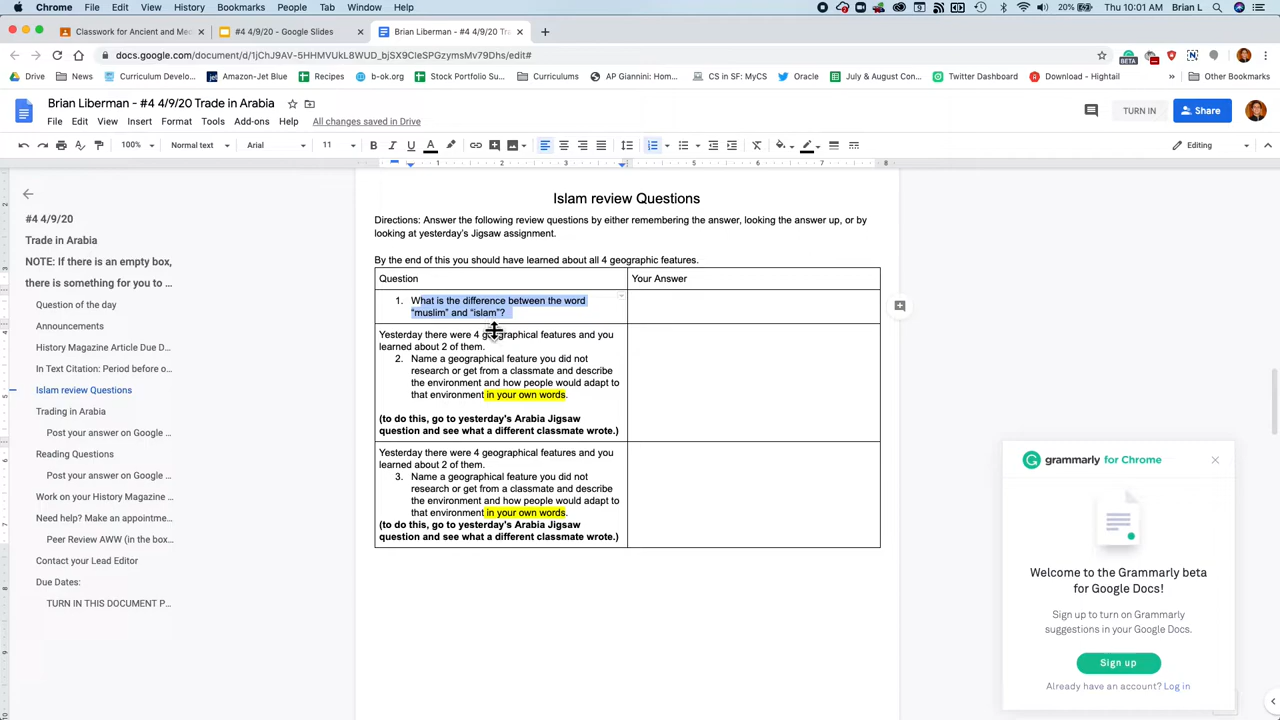 Chrome File Edit View History Bookmarks People Tab Window Help 20% Thu 10:01 AM Brian L
Classwork for Ancient and Med
#4 4/9/20 - Google Slides
Brian Liberman - #4 4/9/20 Tra
docs.google.com/document/d/1jChJ9AV-5HHMVUkL8WUD_bjSX9CIeSPGzymsMv79Dhs/edit#
BETA
Drive News Curriculum Develo... Amazon-Jet Blue Recipes b-ok.org Stock Portfolio Su... Curriculums AP Giannini: Hom... CS in SF: MyCS Oracle July & August Con... Twitter Dashboard Download - Hightail » Other Bookmarks
Brian Liberman - #4 4/9/20 Trade in Arabia
TURN IN
Share
File Edit View Insert Format Tools Add-ons Help All changes saved in Drive
100% Normal text Arial 11 B I U A Editing
1 2 3 4 5 6 7 8
#4 4/9/20
Trade in Arabia
NOTE: If there is an empty box,
there is something for you to ...
Question of the day
Announcements
History Magazine Article Due D...
In Text Citation: Period before o...
Islam review Questions
Trading in Arabia
Post your answer on Google ...
Reading Questions
Post your answer on Google ...
Work on your History Magazine ...
Need help? Make an appointme...
Peer Review AWW (in the box...
Contact your Lead Editor
Due Dates:
TURN IN THIS DOCUMENT P...
Islam review Questions
Directions: Answer the following review questions by either remembering the answer, looking the answer up, or by
looking at yesterday's Jigsaw assignment.
By the end of this you should have learned about all 4 geographic features.
Question
Your Answer
1. What is the difference between the word
“muslim” and “islam”?
Yesterday there were 4 geographical features and you
learned about 2 of them.
2. Name a geographical feature you did not
research or get from a classmate and describe
the environment and how people would adapt to
that environment in your own words.
(to do this, go to yesterday's Arabia Jigsaw
question and see what a different classmate wrote.)
Yesterday there were 4 geographical features and you
learned about 2 of them.
3. Name a geographical feature you did not
research or get from a classmate and describe
the environment and how people would adapt to
that environment in your own words.
(to do this, go to yesterday's Arabia Jigsaw
question and see what a different classmate wrote.)
grammarly for Chrome
Welcome to the Grammarly beta
for Google Docs!
Sign up to turn on Grammarly
suggestions in your Google Docs.
Sign up
Already have an account? Log in